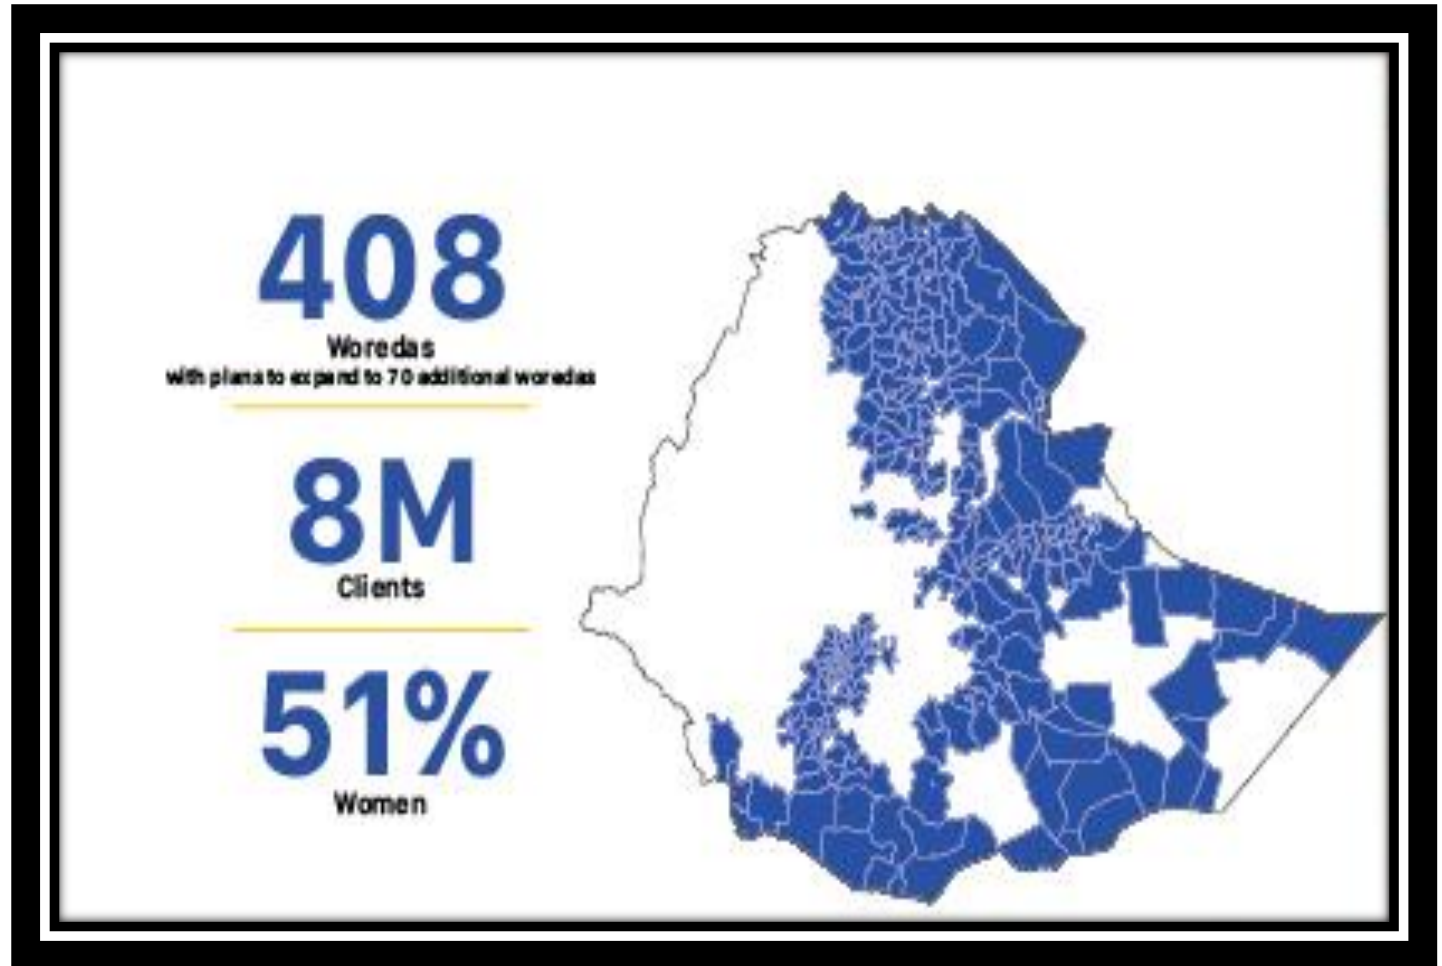 408
Woredas
with plans to expand to 70 additional woredas
8M
Clients
51%
Women